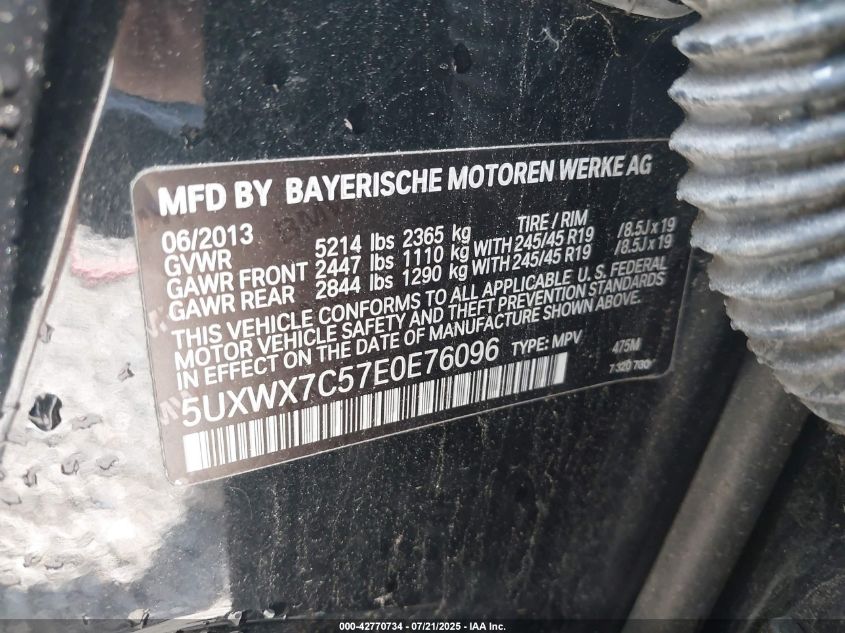 MFD BY BAYERISCHE MOTOREN WERKE AG
06/2013 TIRE / RIM
GVWR 5214 lbs 2365 kg
GAWR FRONT 2447 lbs 1110 kg WITH 245/45 R19 /8.5J x 19
GAWR REAR 2844 lbs 1290 kg WITH 245/45 R19 /8.5J x 19
THIS VEHICLE CONFORMS TO ALL APPLICABLE U.S. FEDERAL
MOTOR VEHICLE SAFETY AND THEFT PREVENTION STANDARDS
IN EFFECT ON THE DATE OF MANUFACTURE SHOWN ABOVE.
5UXWX7C57E0E76096 TYPE: MPV 475M
7 320 730
000-42770734 - 07/21/2025 - IAA Inc.